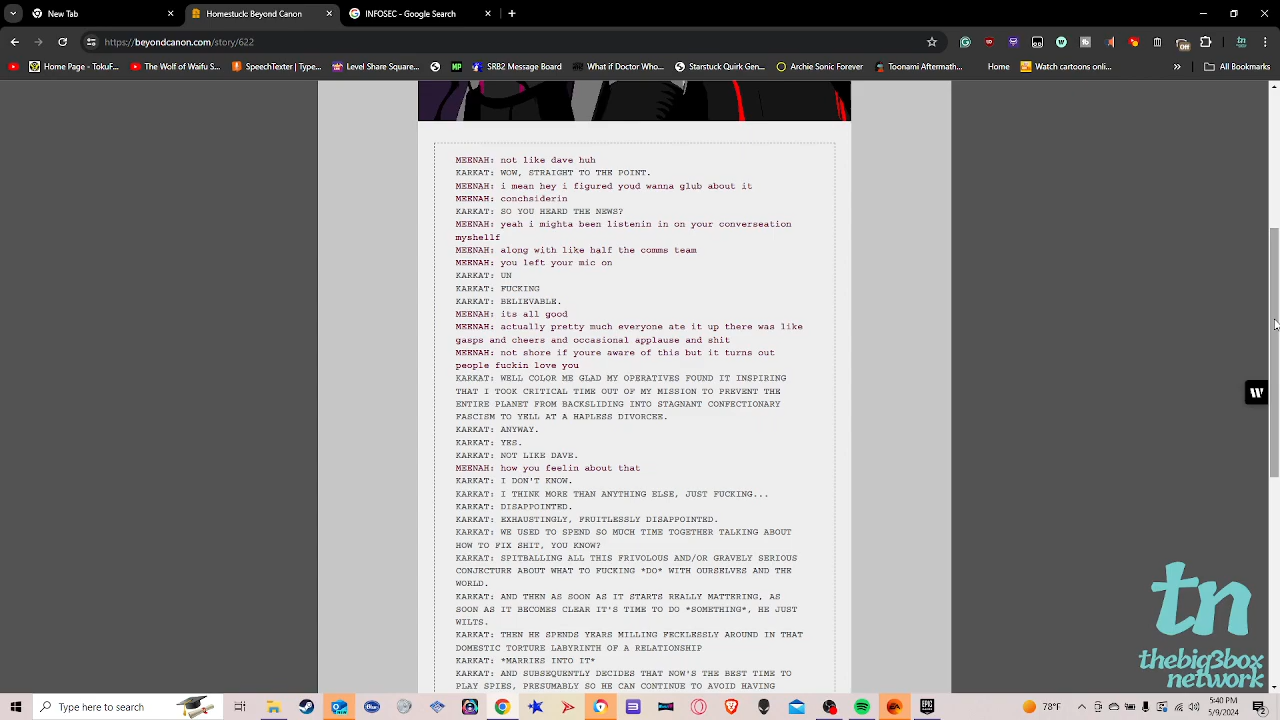 New Tab
Homestuck Beyond Canon
INFOSEC - Google Search
https://beyondcanon.com/story/622
Home Page - TokuF...
The Wolf of Waifu S...
SpeechTexter | Type...
Level Share Square...
SRB2 Message Board
What if Doctor Who...
Starstruck Quirk Gen...
Archie Sonic Forever
Toonami Aftermath...
Home
Watch cartoons on...
»
All Bookmarks
MEENAH: not like dave huh
KARKAT: WOW, STRAIGHT TO THE POINT.
MEENAH: i mean hey i figured youd wanna glub about it
MEENAH: conchsiderin
KARKAT: SO YOU HEARD THE NEWS?
MEENAH: yeah i mighta been listenin in on your converseation
myshellf
MEENAH: along with like half the comms team
MEENAH: you left your mic on
KARKAT: UN
KARKAT: FUCKING
KARKAT: BELIEVABLE.
MEENAH: its all good
MEENAH: actually pretty much everyone ate it up there was like
gasps and cheers and occasional applause and shit
MEENAH: not shore if youre aware of this but it turns out
people fuckin love you
KARKAT: WELL COLOR ME GLAD MY OPERATIVES FOUND IT INSPIRING
THAT I TOOK CRITICAL TIME OUT OF MY MISSION TO PREVENT THE
ENTIRE PLANET FROM BACKSLIDING INTO STAGNANT CONFECTIONARY
FASCISM TO YELL AT A HAPLESS DIVORCEE.
KARKAT: ANYWAY.
KARKAT: YES.
KARKAT: NOT LIKE DAVE.
MEENAH: how you feelin about that
KARKAT: I DON'T KNOW.
KARKAT: I THINK MORE THAN ANYTHING ELSE, JUST FUCKING...
KARKAT: DISAPPOINTED.
KARKAT: EXHAUSTINGLY, FRUITLESSLY DISAPPOINTED.
KARKAT: WE USED TO SPEND SO MUCH TIME TOGETHER TALKING ABOUT
HOW TO FIX SHIT, YOU KNOW?
KARKAT: SPITBALLING ALL THIS FRIVOLOUS AND/OR GRAVELY SERIOUS
CONJECTURE ABOUT WHAT TO FUCKING *DO* WITH OURSELVES AND THE
WORLD.
KARKAT: AND THEN AS SOON AS IT STARTS REALLY MATTERING, AS
SOON AS IT BECOMES CLEAR IT'S TIME TO DO *SOMETHING*, HE JUST
WILTS.
KARKAT: THEN HE SPENDS YEARS MILLING FECKLESSLY AROUND IN THAT
DOMESTIC TORTURE LABYRINTH OF A RELATIONSHIP
KARKAT: *MARRIES INTO IT*
KARKAT: AND SUBSEQUENTLY DECIDES THAT NOW'S THE BEST TIME TO
PLAY SPIES, PRESUMABLY SO HE CAN CONTINUE TO AVOID HAVING
tn
thebig3box
network
Type here to search
78°F
5:40 PM
5/9/2024